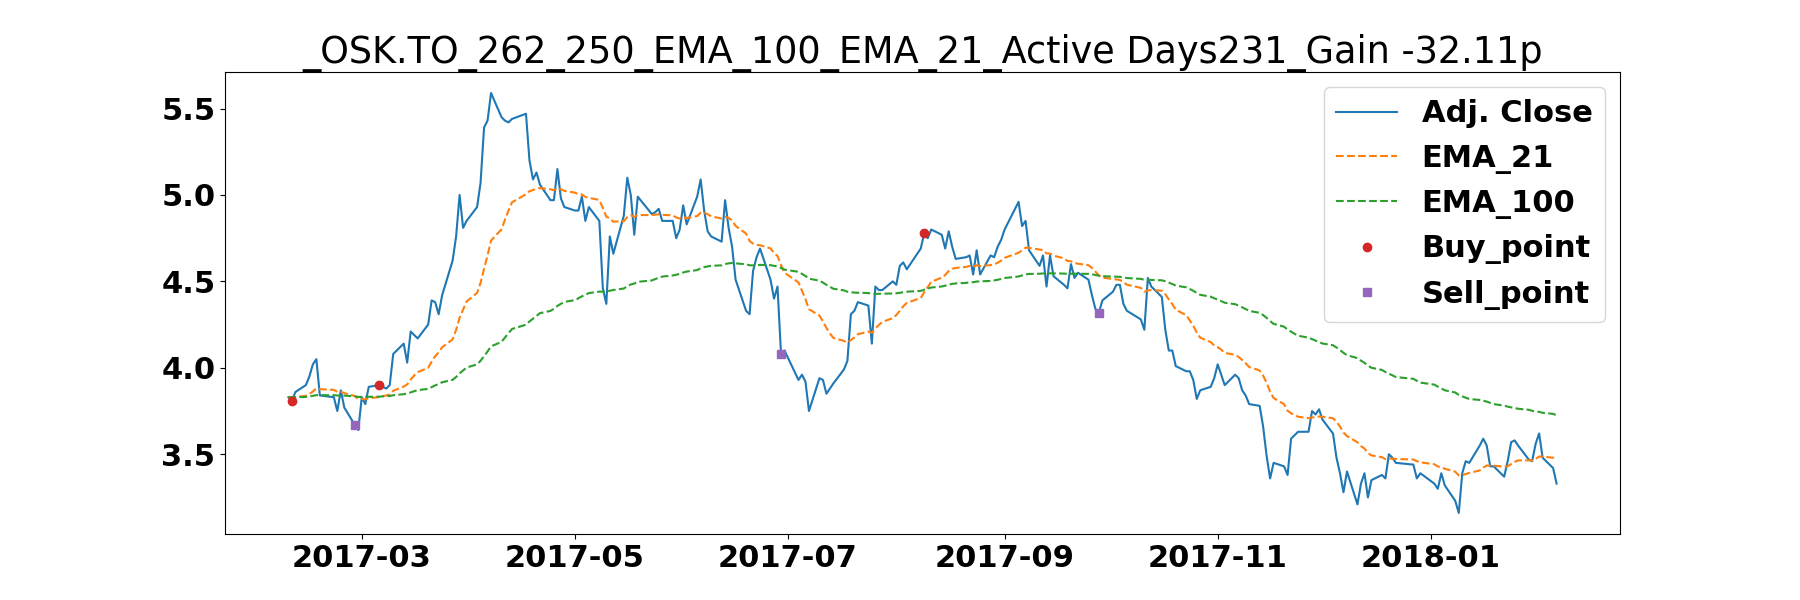 _OSK.TO_262_250_EMA_100_EMA_21_Active Days231_Gain -32.11p
5.5
5.0
4.5
4.0
3.5
Adj. Close
EMA_21
EMA_100
Buy_point
Sell_point
2017-03 2017-05 2017-07 2017-09 2017-11 2018-01